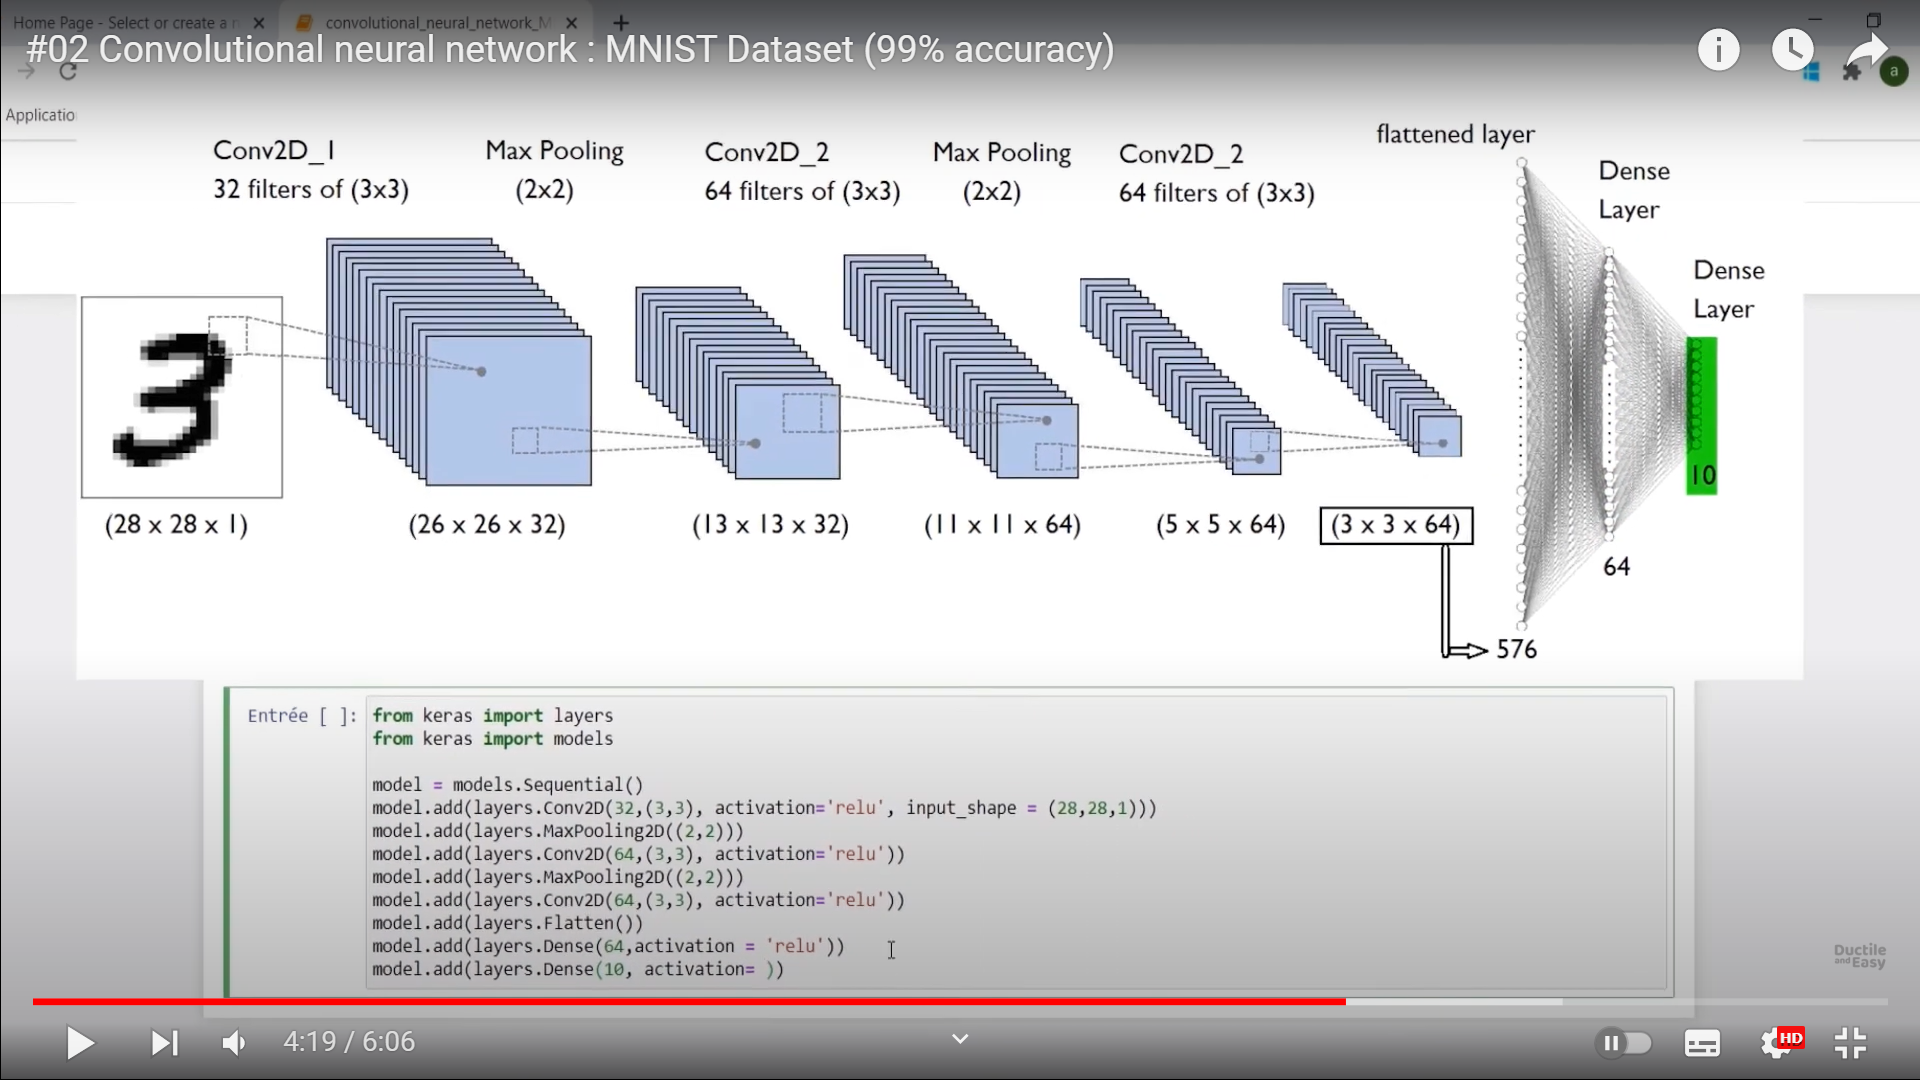 Home Page - Select or create a n
convolutional_neural_network_M
#02 Convolutional neural network : MNIST Dataset (99% accuracy)
a
Applicatio
Conv2D_1
32 filters of (3x3)
Max Pooling
(2x2)
Conv2D_2
64 filters of (3x3)
Max Pooling
(2x2)
Conv2D_2
64 filters of (3x3)
flattened layer
Dense
Layer
Dense
Layer
10
(28 x 28 x 1)
(26 x 26 x 32)
(13 x 13 x 32)
(11 x 11 x 64)
(5 x 5 x 64)
(3 x 3 x 64)
64
576
Entrée [ ]:
from keras import layers
from keras import models
model = models.Sequential()
model.add(layers.Conv2D(32,(3,3), activation='relu', input_shape = (28,28,1)))
model.add(layers.MaxPooling2D((2,2)))
model.add(layers.Conv2D(64,(3,3), activation='relu'))
model.add(layers.MaxPooling2D((2,2)))
model.add(layers.Conv2D(64,(3,3), activation='relu'))
model.add(layers.Flatten())
model.add(layers.Dense(64,activation = 'relu'))
model.add(layers.Dense(10, activation= ))
Ductile
and Easy
4:19 / 6:06
HD